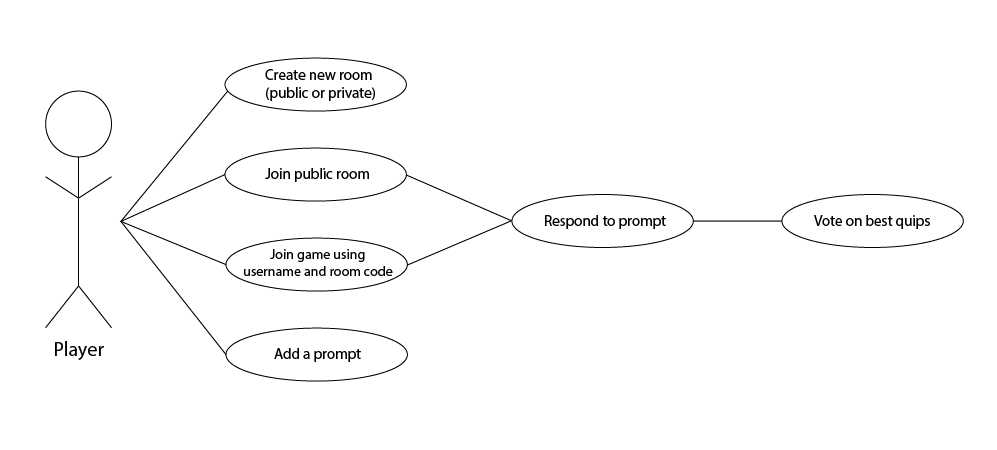 Create new room
(public or private)
Join public room
Respond to prompt
Vote on best quips
Join game using
username and room code
Add a prompt
Player